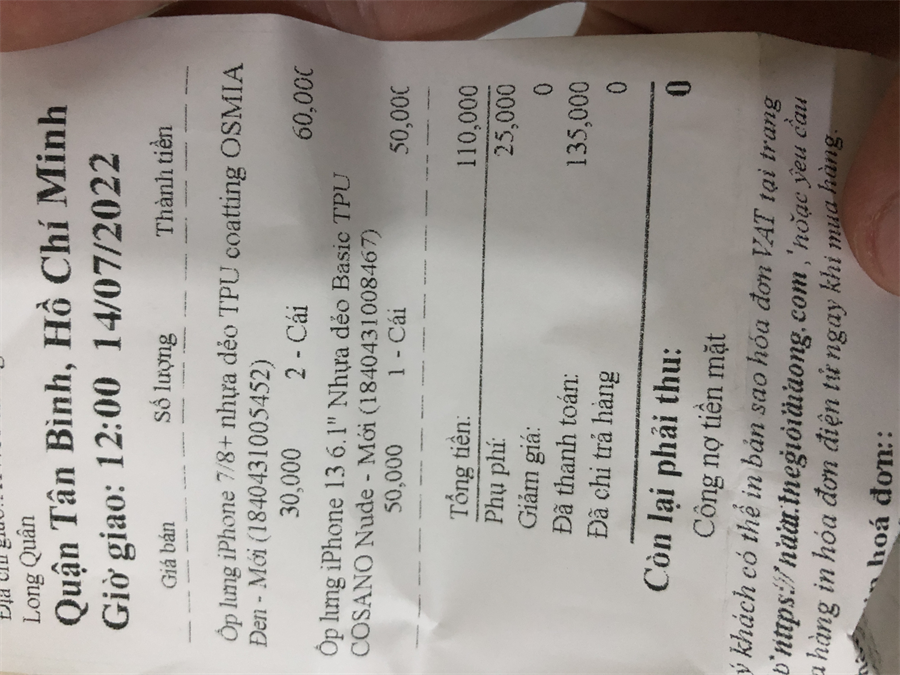 Long Quân
Quận Tân Bình, Hồ Chí Minh
Giờ giao: 12:00 14/07/2022
Giá bán Số lượng Thành tiền
Ốp lưng iPhone 7/8+ nhựa dẻo TPU coatting OSMIA
Đen - Mới (1840431005452)
30,000 2 - Cái 60,000
Ốp lưng iPhone 13 6.1" Nhựa dẻo Basic TPU
COSANO Nude - Mới (1840431008467)
50,000 1 - Cái 50,000
Tổng tiền: 110,000
Phụ phí: 25,000
Giảm giá: 0
Đã thanh toán: 135,000
Đã chi trả hàng 0
Còn lại phải thu: 0
Công nợ tiền mặt
ý khách có thể in bản sao hóa đơn VAT tại trang
hoặc yêu cầu
a hàng in hóa đơn điện tử ngay khi mua hàng.
hoá đơn::